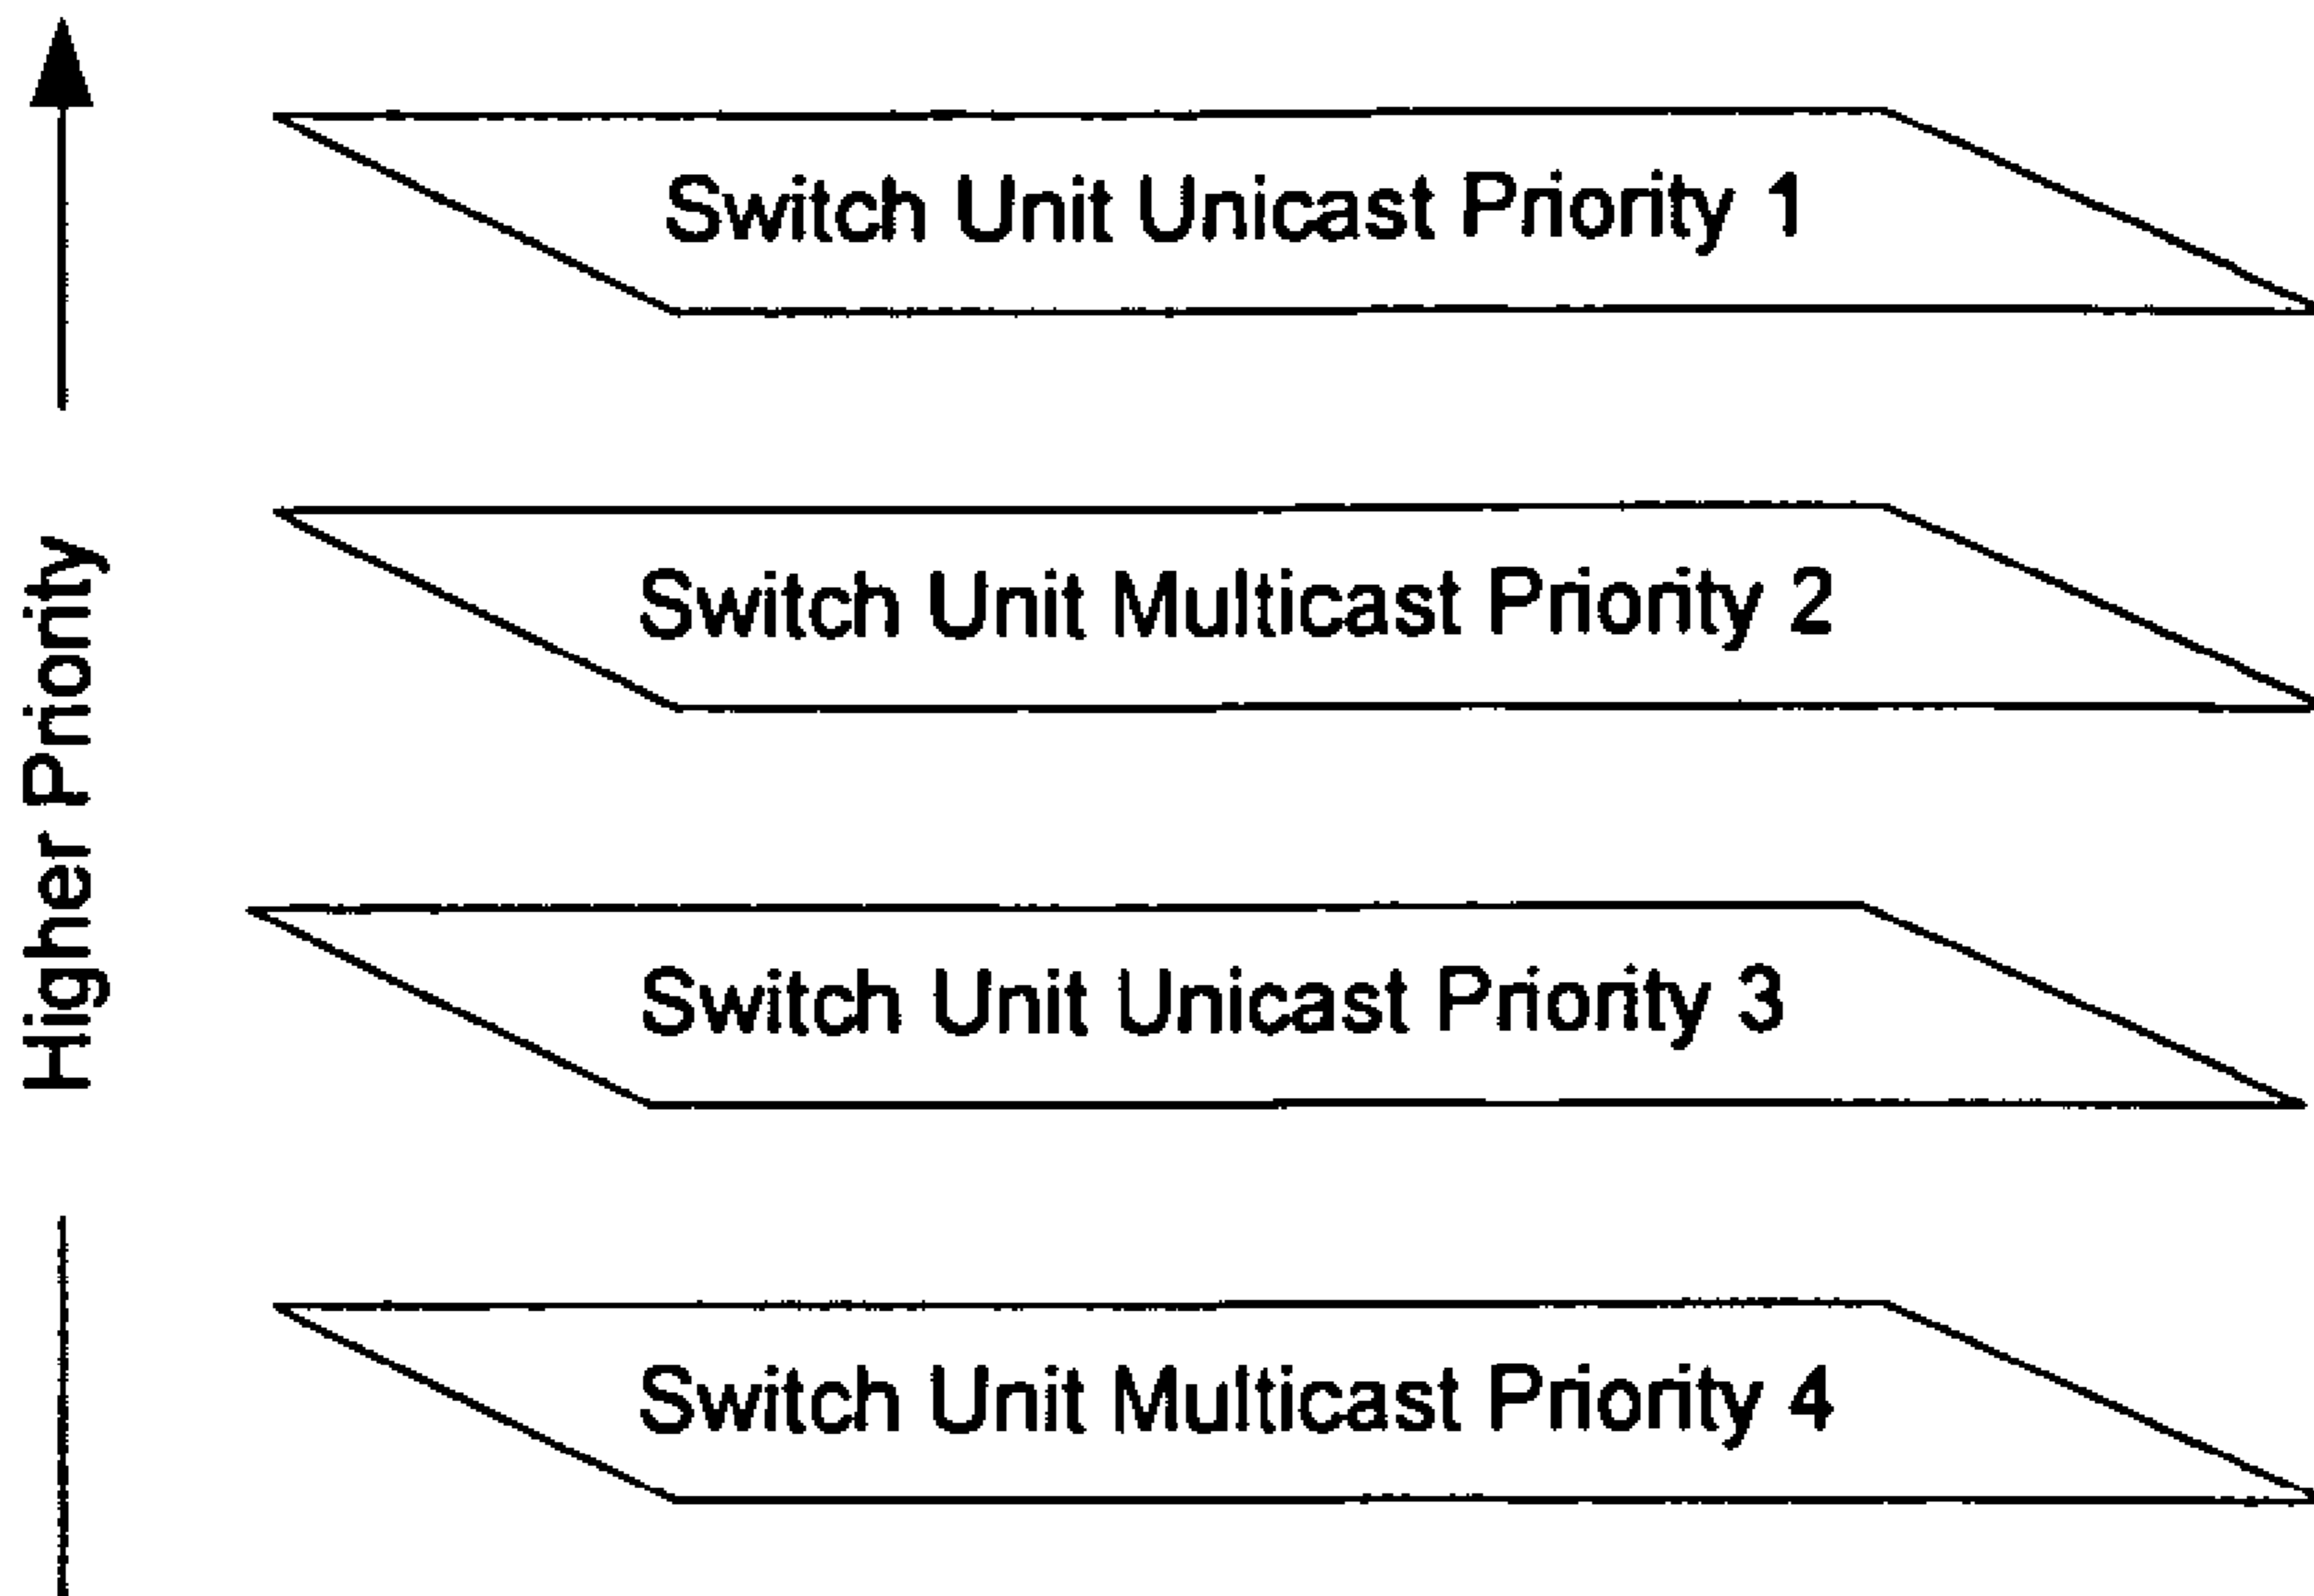 Switch Unit Unicast Priority 1
Switch Unit Multicast Priority 2
Switch Unit Unicast Priority 3
Switch Unit Multicast Priority 4
Higher Priority